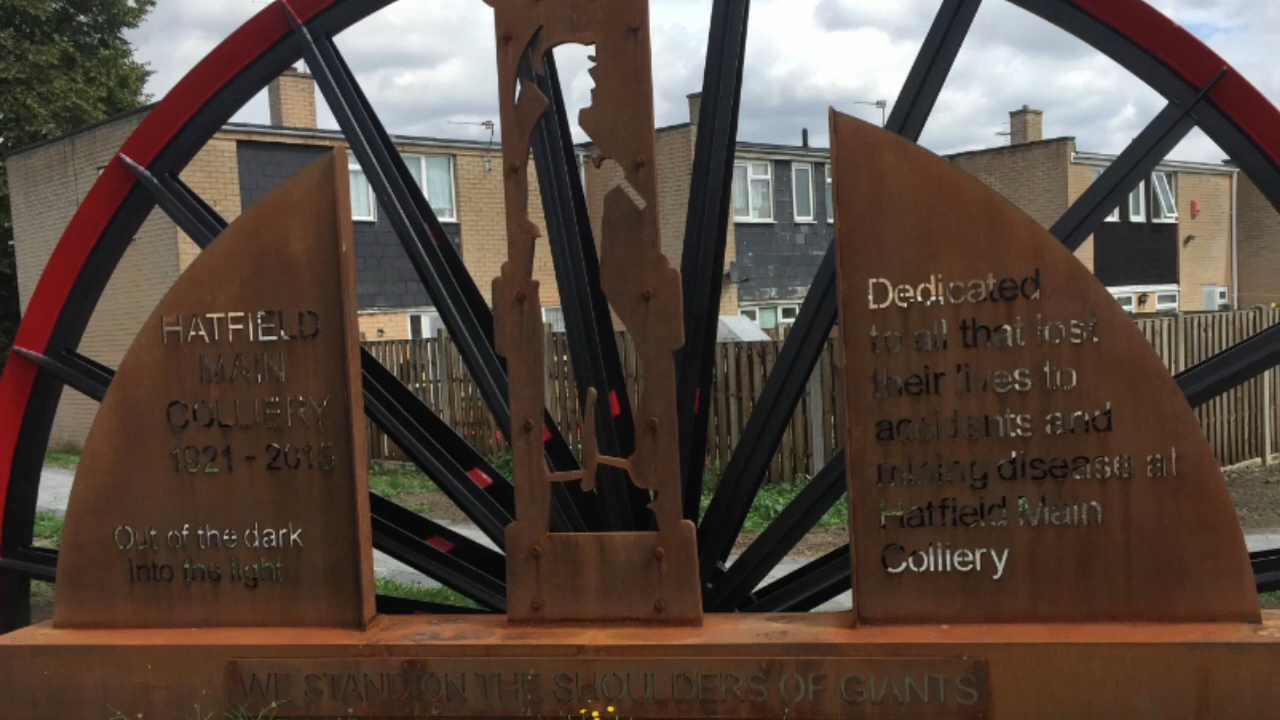 HATFIELD
MAIN
COLLIERY
1921 - 2015
Out of the dark
into the light
Dedicated
to all that lost
their lives to
accidents and
mining disease at
Hatfield Main
Colliery
WE STAND ON THE SHOULDERS OF GIANTS